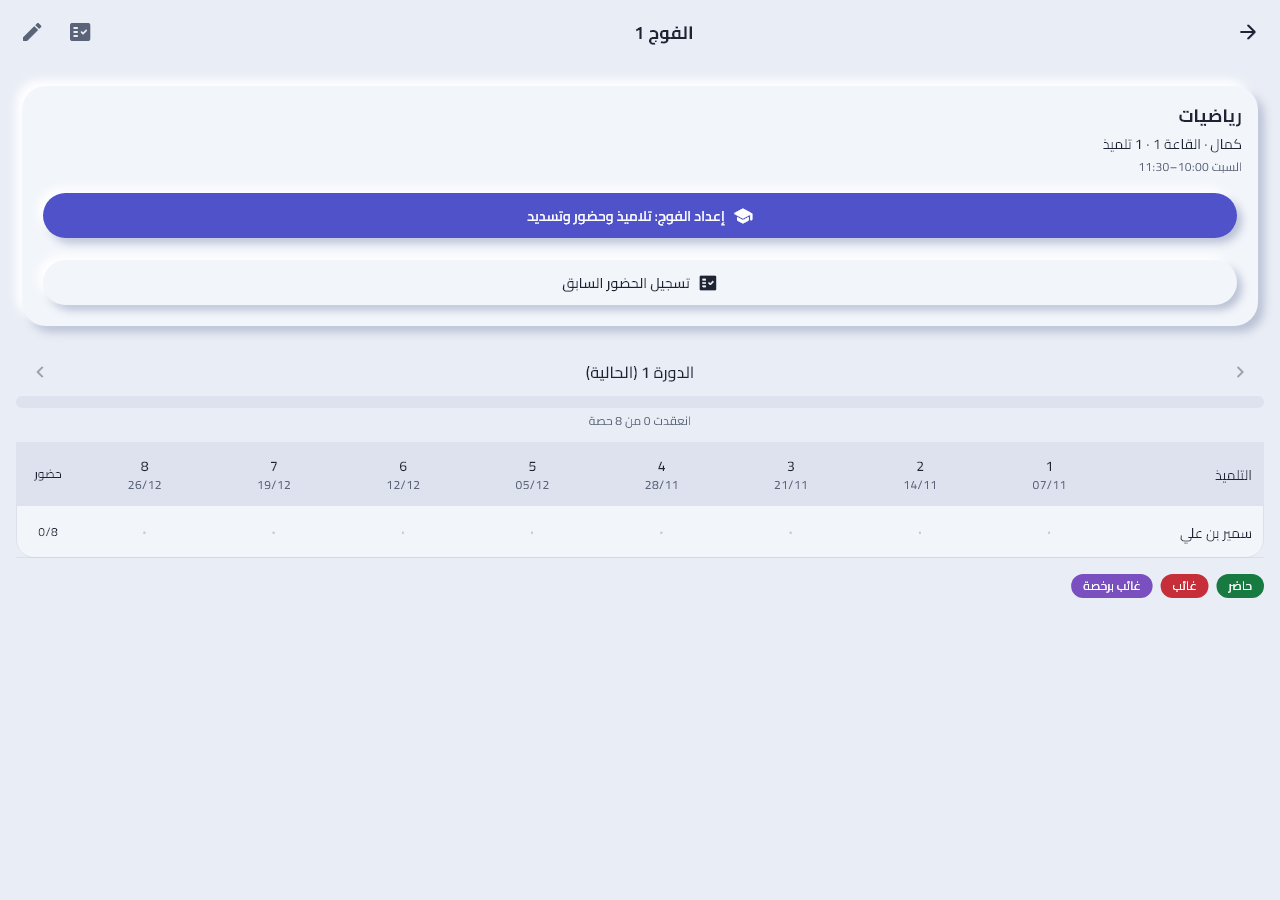 الفوج 1
رياضيات
كمال · القاعة 1 · 1 تلميذ
السبت 10:00–11:30
إعداد الفوج: تلاميذ وحضور وتسديد
تسجيل الحضور السابق
الدورة 1 (الحالية)
انعقدت 0 من 8 حصة
التلميذ 1 2 3 4 5 6 7 8 حضور
07/11 14/11 21/11 28/11 05/12 12/12 19/12 26/12
سمير بن علي · · · · · · · · 0/8
حاضر غائب غائب برخصة